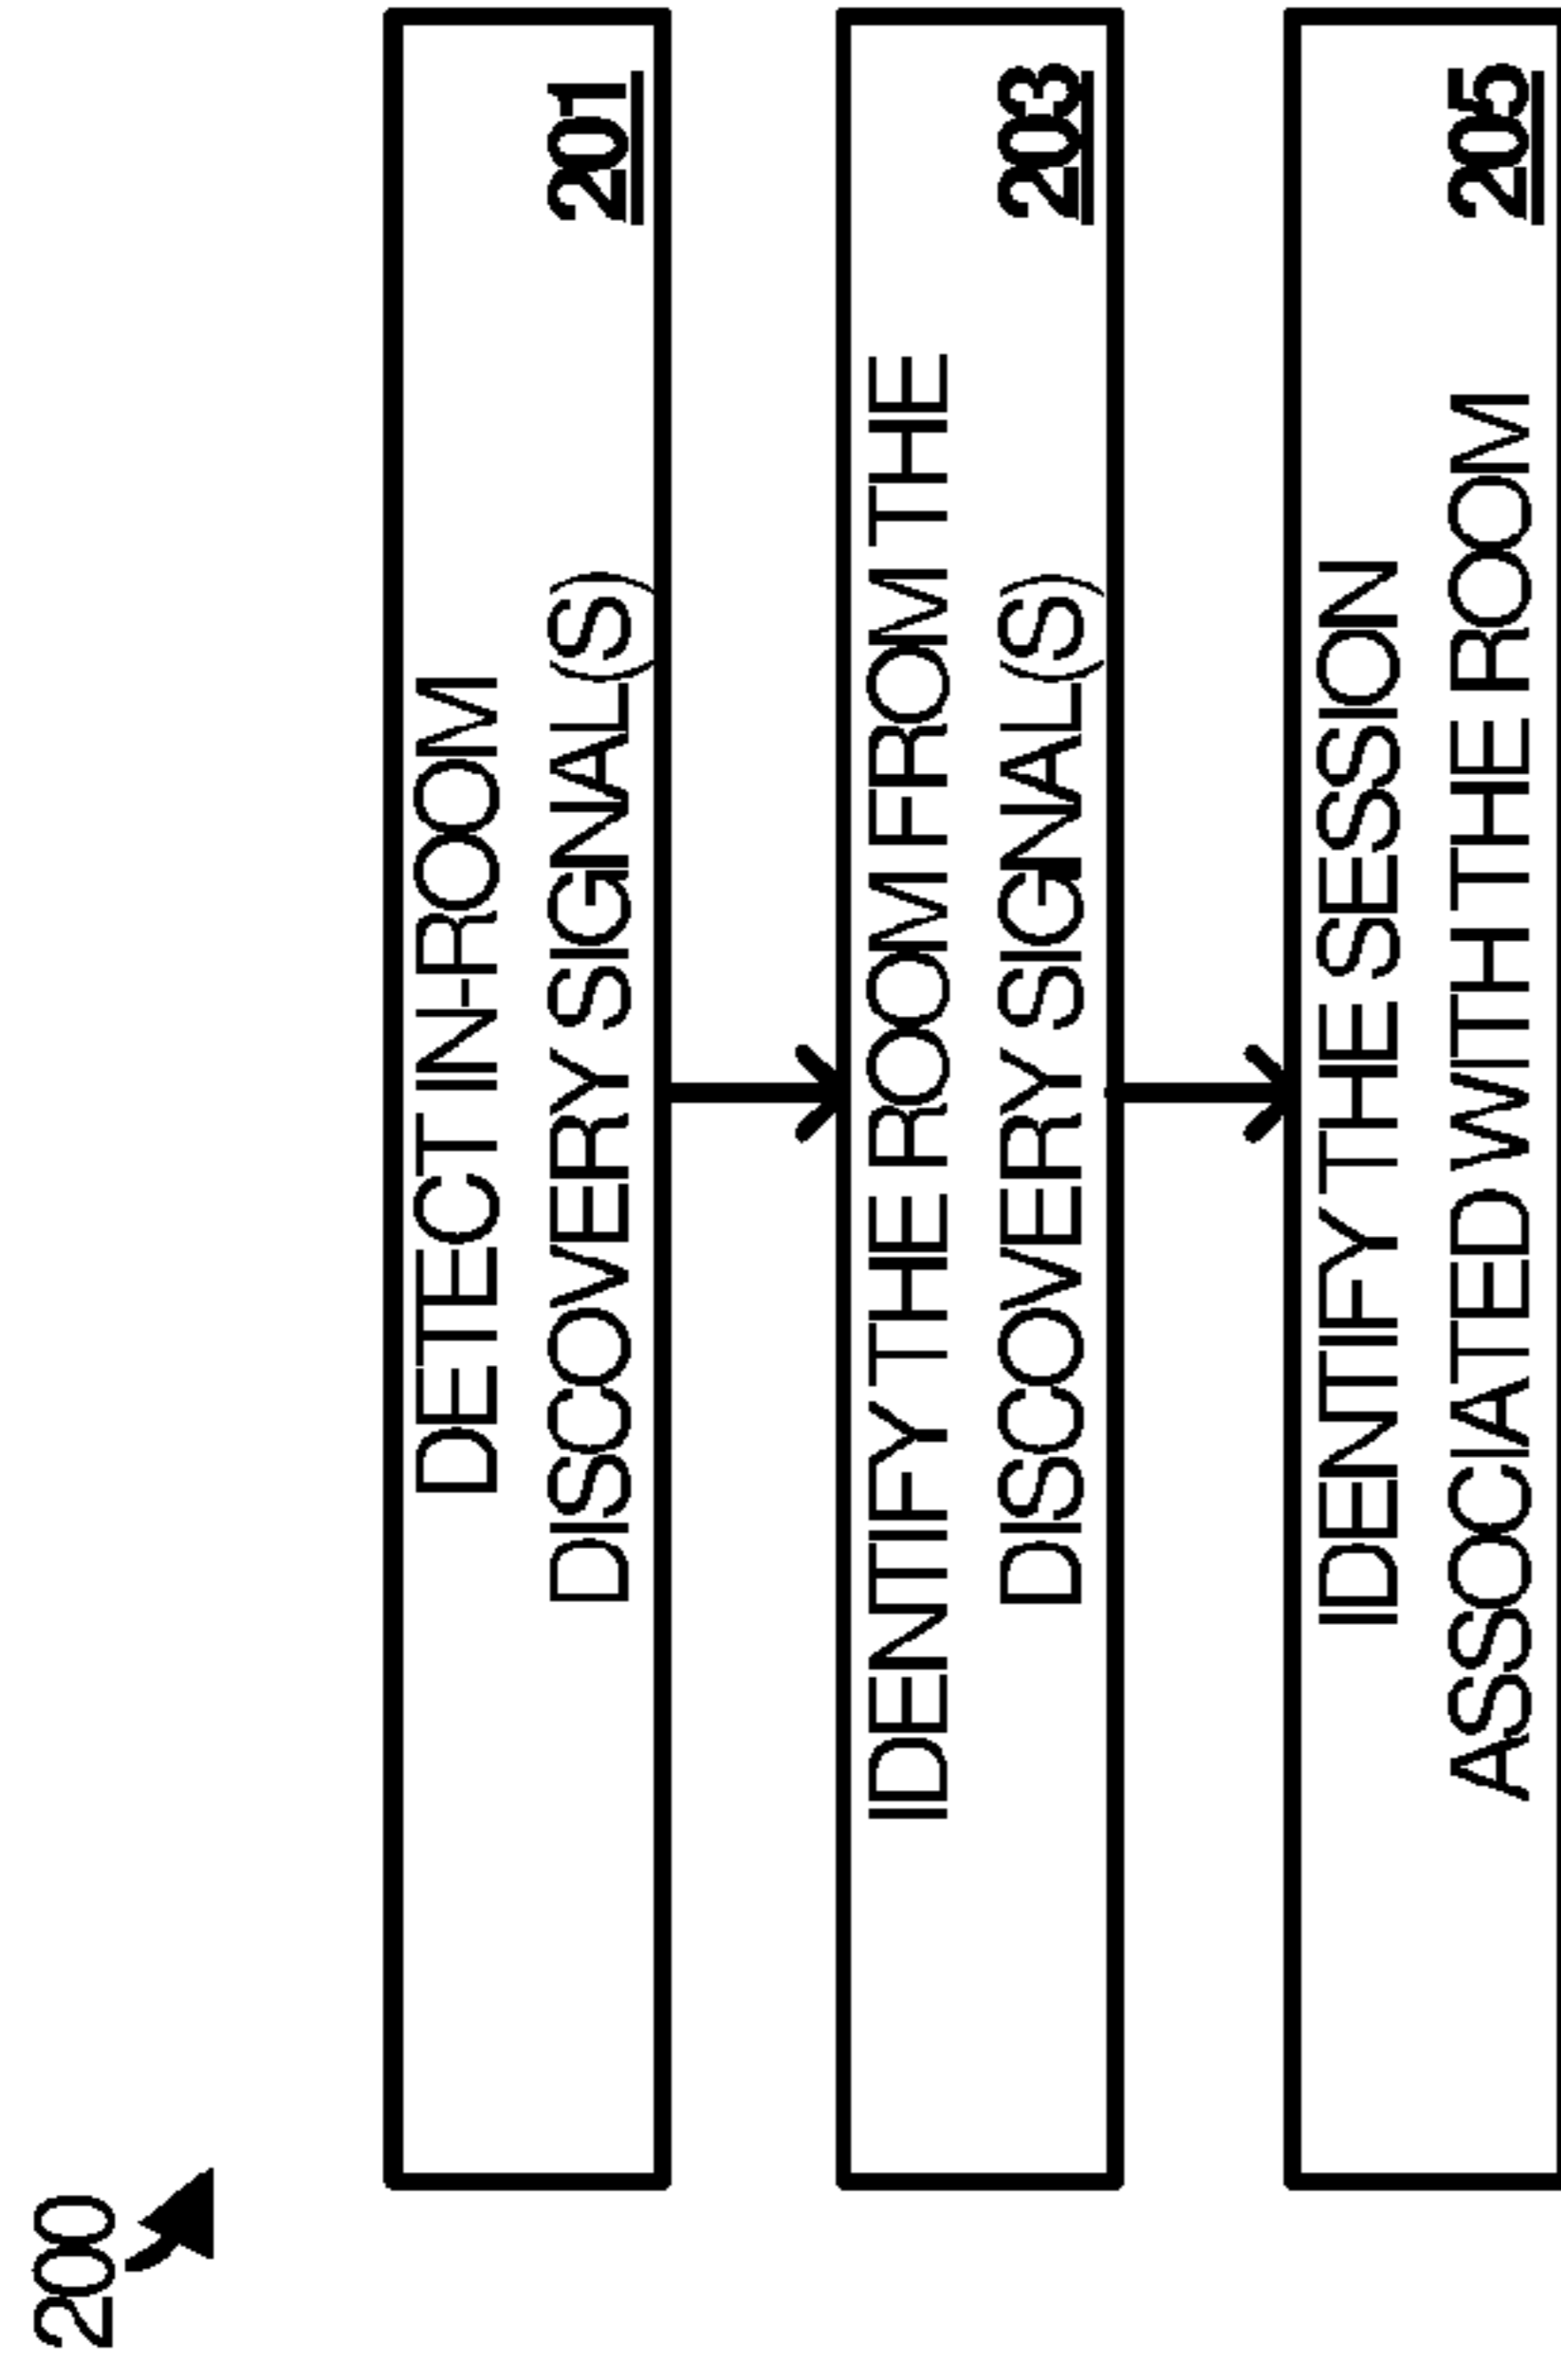 200
DETECT IN-ROOM
DISCOVERY SIGNAL(S)
201
IDENTIFY THE ROOM FROM THE
DISCOVERY SIGNAL(S)
203
IDENTIFY THE SESSION
ASSOCIATED WITH THE ROOM
205